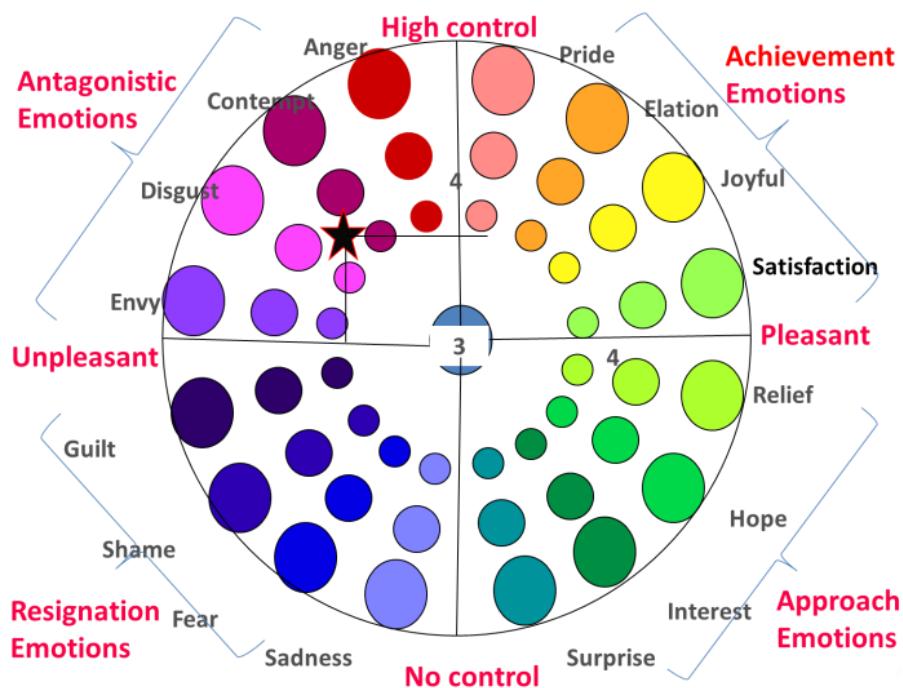 High control
Anger
Pride
Antagonistic
Emotions
Achievement
Emotions
Contempt
Elation
Disgust
4
Joyful
Envy
Satisfaction
Unpleasant
3
4
Pleasant
Relief
Guilt
Hope
Shame
Resignation
Emotions
Fear
Interest
Approach
Emotions
Sadness
No control
Surprise